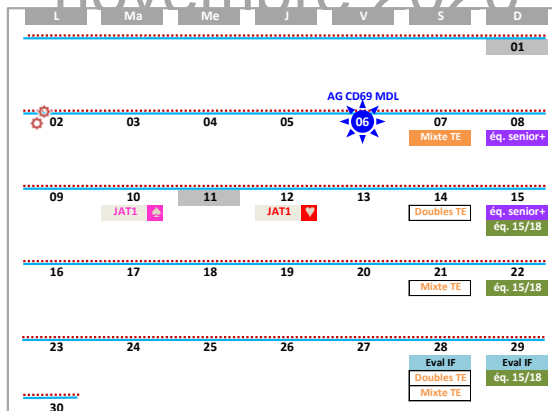 novembre 2020
L Ma Me J V S D
01
AG CD69 MDL
02 03 04 05 06 07 08
Mixte TE éq. senior+
09 10 11 12 13 14 15
JAT1 JAT1 Doubles TE éq. senior+
éq. 15/18
16 17 18 19 20 21 22
Mixte TE éq. 15/18
23 24 25 26 27 28 29
Eval IF Eval IF
Doubles TE éq. 15/18
Mixte TE
30